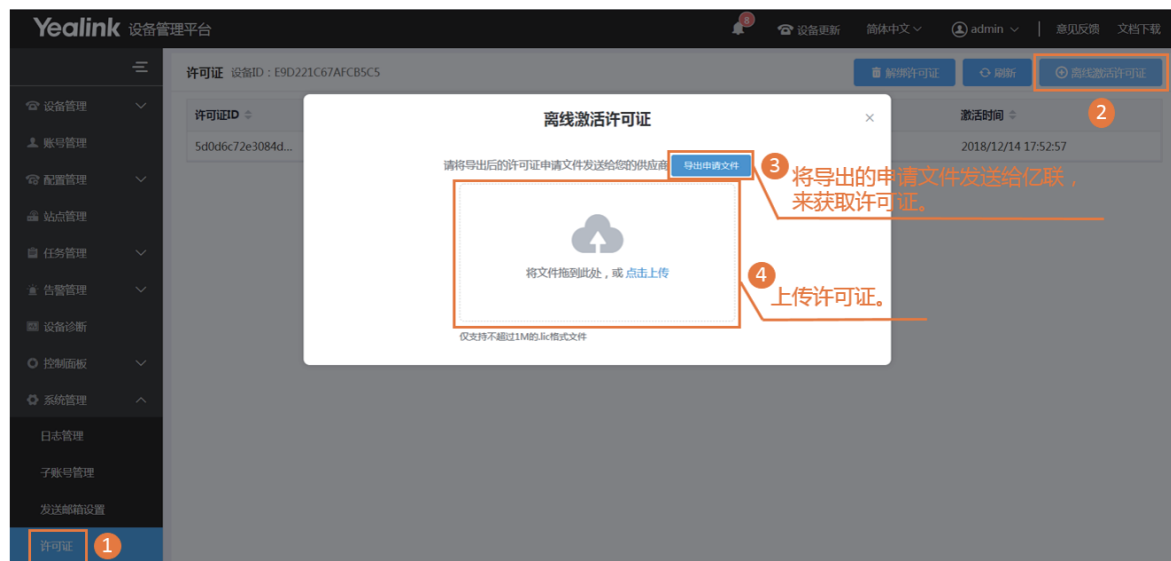 Yealink 设备管理平台
8
设备更新
简体中文
admin
意见反馈
文档下载
许可证 设备ID：E9D221C67AFCB5C5
解绑许可证
刷新
离线激活许可证
2
设备管理
账号管理
配置管理
站点管理
任务管理
告警管理
设备诊断
控制面板
系统管理
日志管理
子账号管理
发送邮箱设置
许可证
1
许可证ID
激活时间
5d0d6c72e3084d...
2018/12/14 17:52:57
离线激活许可证
请将导出后的许可证申请文件发送给您的供应商
导出申请文件
3
将导出的申请文件发送给亿联，
来获取许可证。
将文件拖到此处，或 点击上传
4
上传许可证。
仅支持不超过1M的.lic格式文件